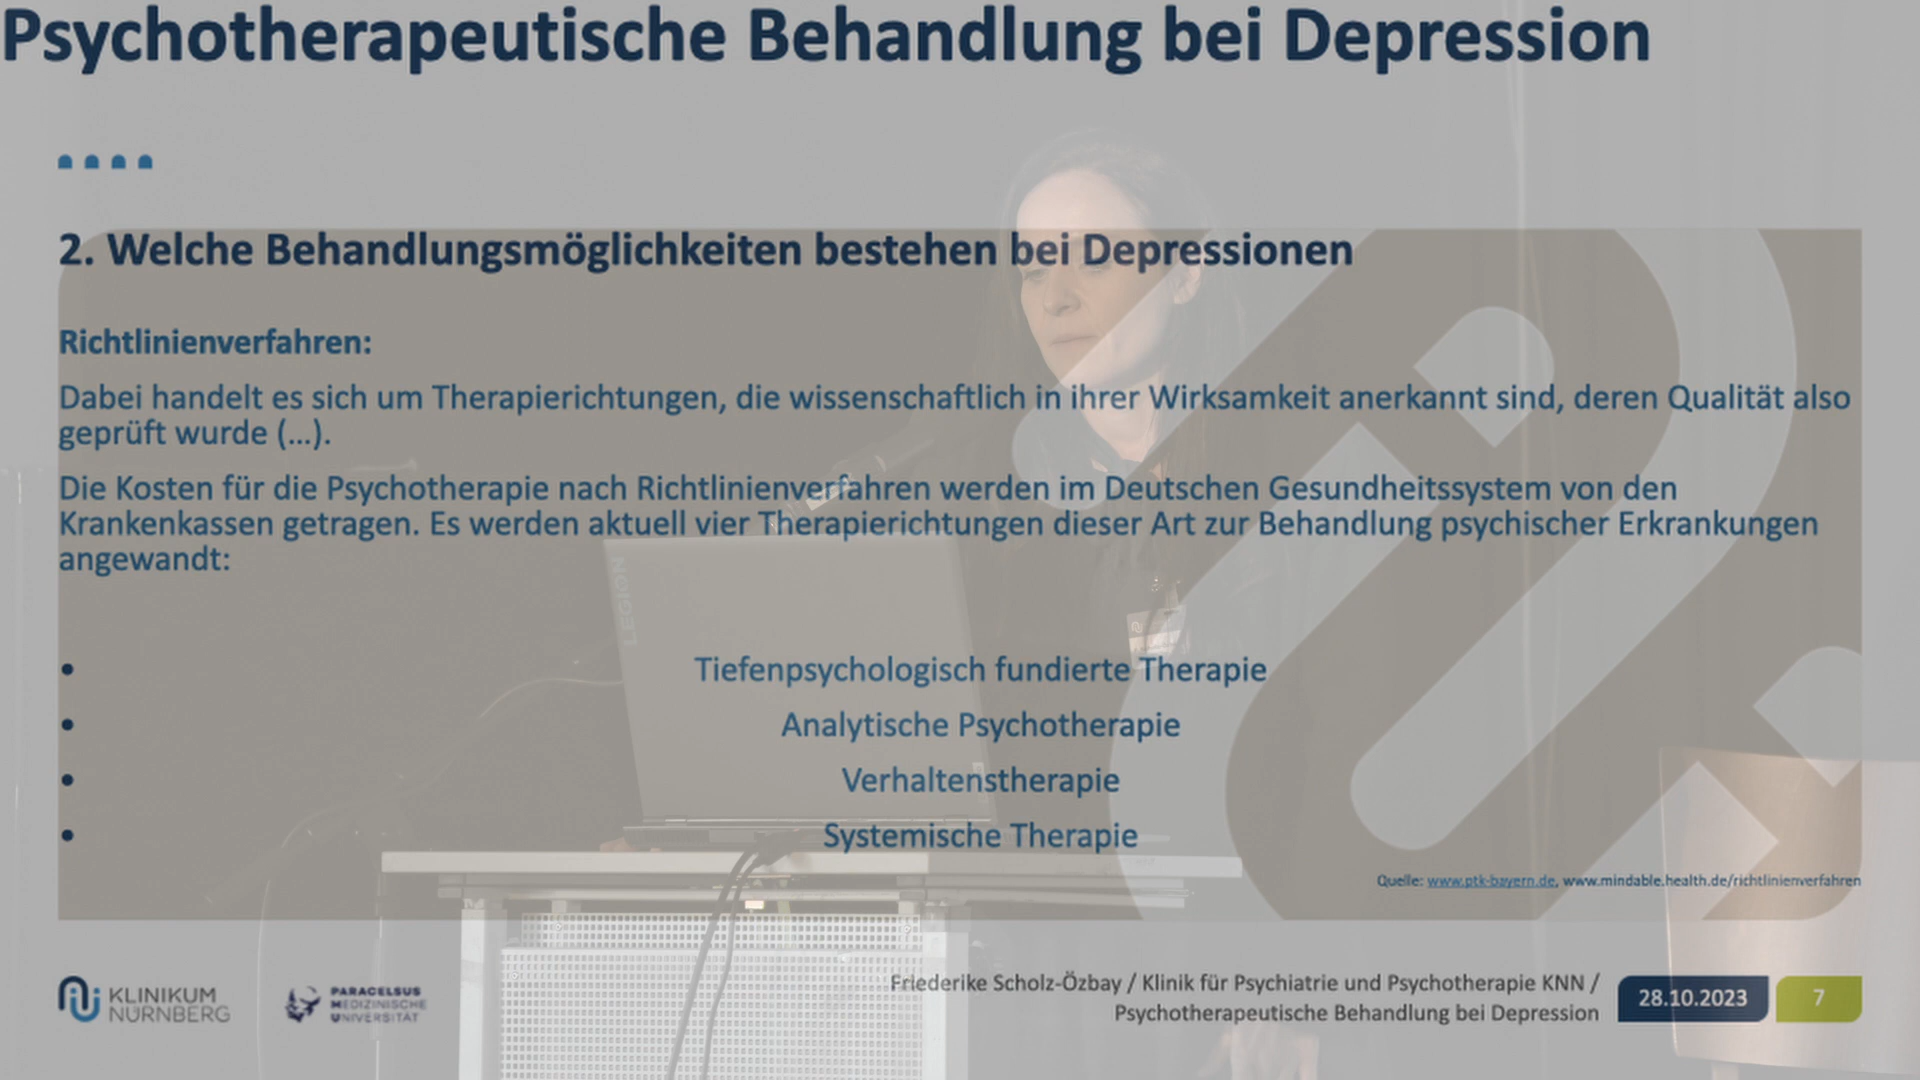 Psychotherapeutische Behandlung bei Depression
2. Welche Behandlungsmöglichkeiten bestehen bei Depressionen
Richtlinienverfahren:
Dabei handelt es sich um Therapierichtungen, die wissenschaftlich in ihrer Wirksamkeit anerkannt sind, deren Qualität also
geprüft wurde (...).
Die Kosten für die Psychotherapie nach Richtlinienverfahren werden im Deutschen Gesundheitssystem von den
Krankenkassen getragen. Es werden aktuell vier Therapierichtungen dieser Art zur Behandlung psychischer Erkrankungen
angewandt:
LEGION
• Tiefenpsychologisch fundierte Therapie
• Analytische Psychotherapie
• Verhaltenstherapie
• Systemische Therapie
Quelle: www.ptk-bayern.de, www.mindable.health.de/richtlinienverfahren
KLINIKUM
NÜRNBERG
PARACELSUS
MEDIZINISCHE
UNIVERSITÄT
Friederike Scholz-Özbay / Klinik für Psychiatrie und Psychotherapie KNN /
Psychotherapeutische Behandlung bei Depression
28.10.2023
7